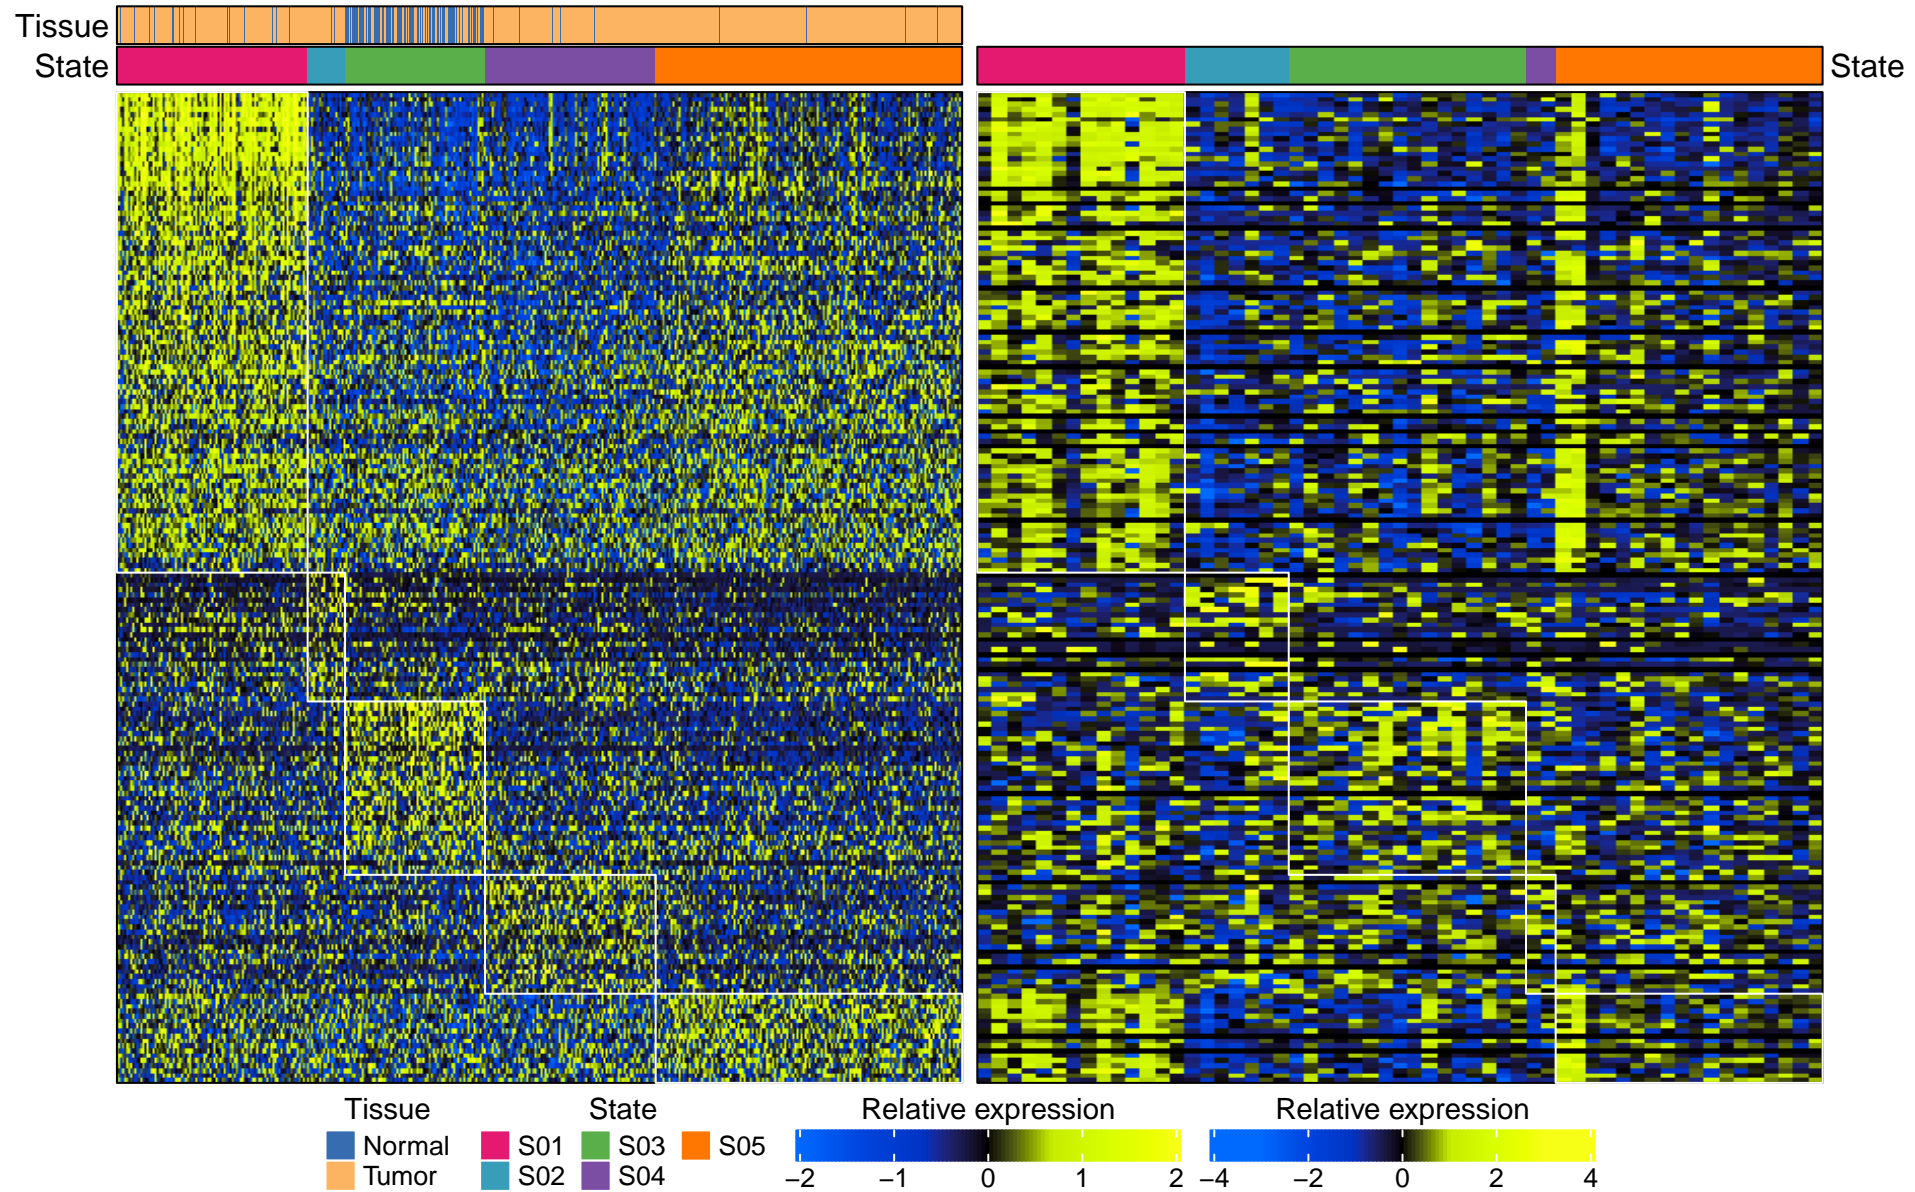 Tissue
State
State
Tissue State Relative expression Relative expression
Normal S01 S03 S05
Tumor S02 S04
−2 −1 0 1 2 −4 −2 0 2 4